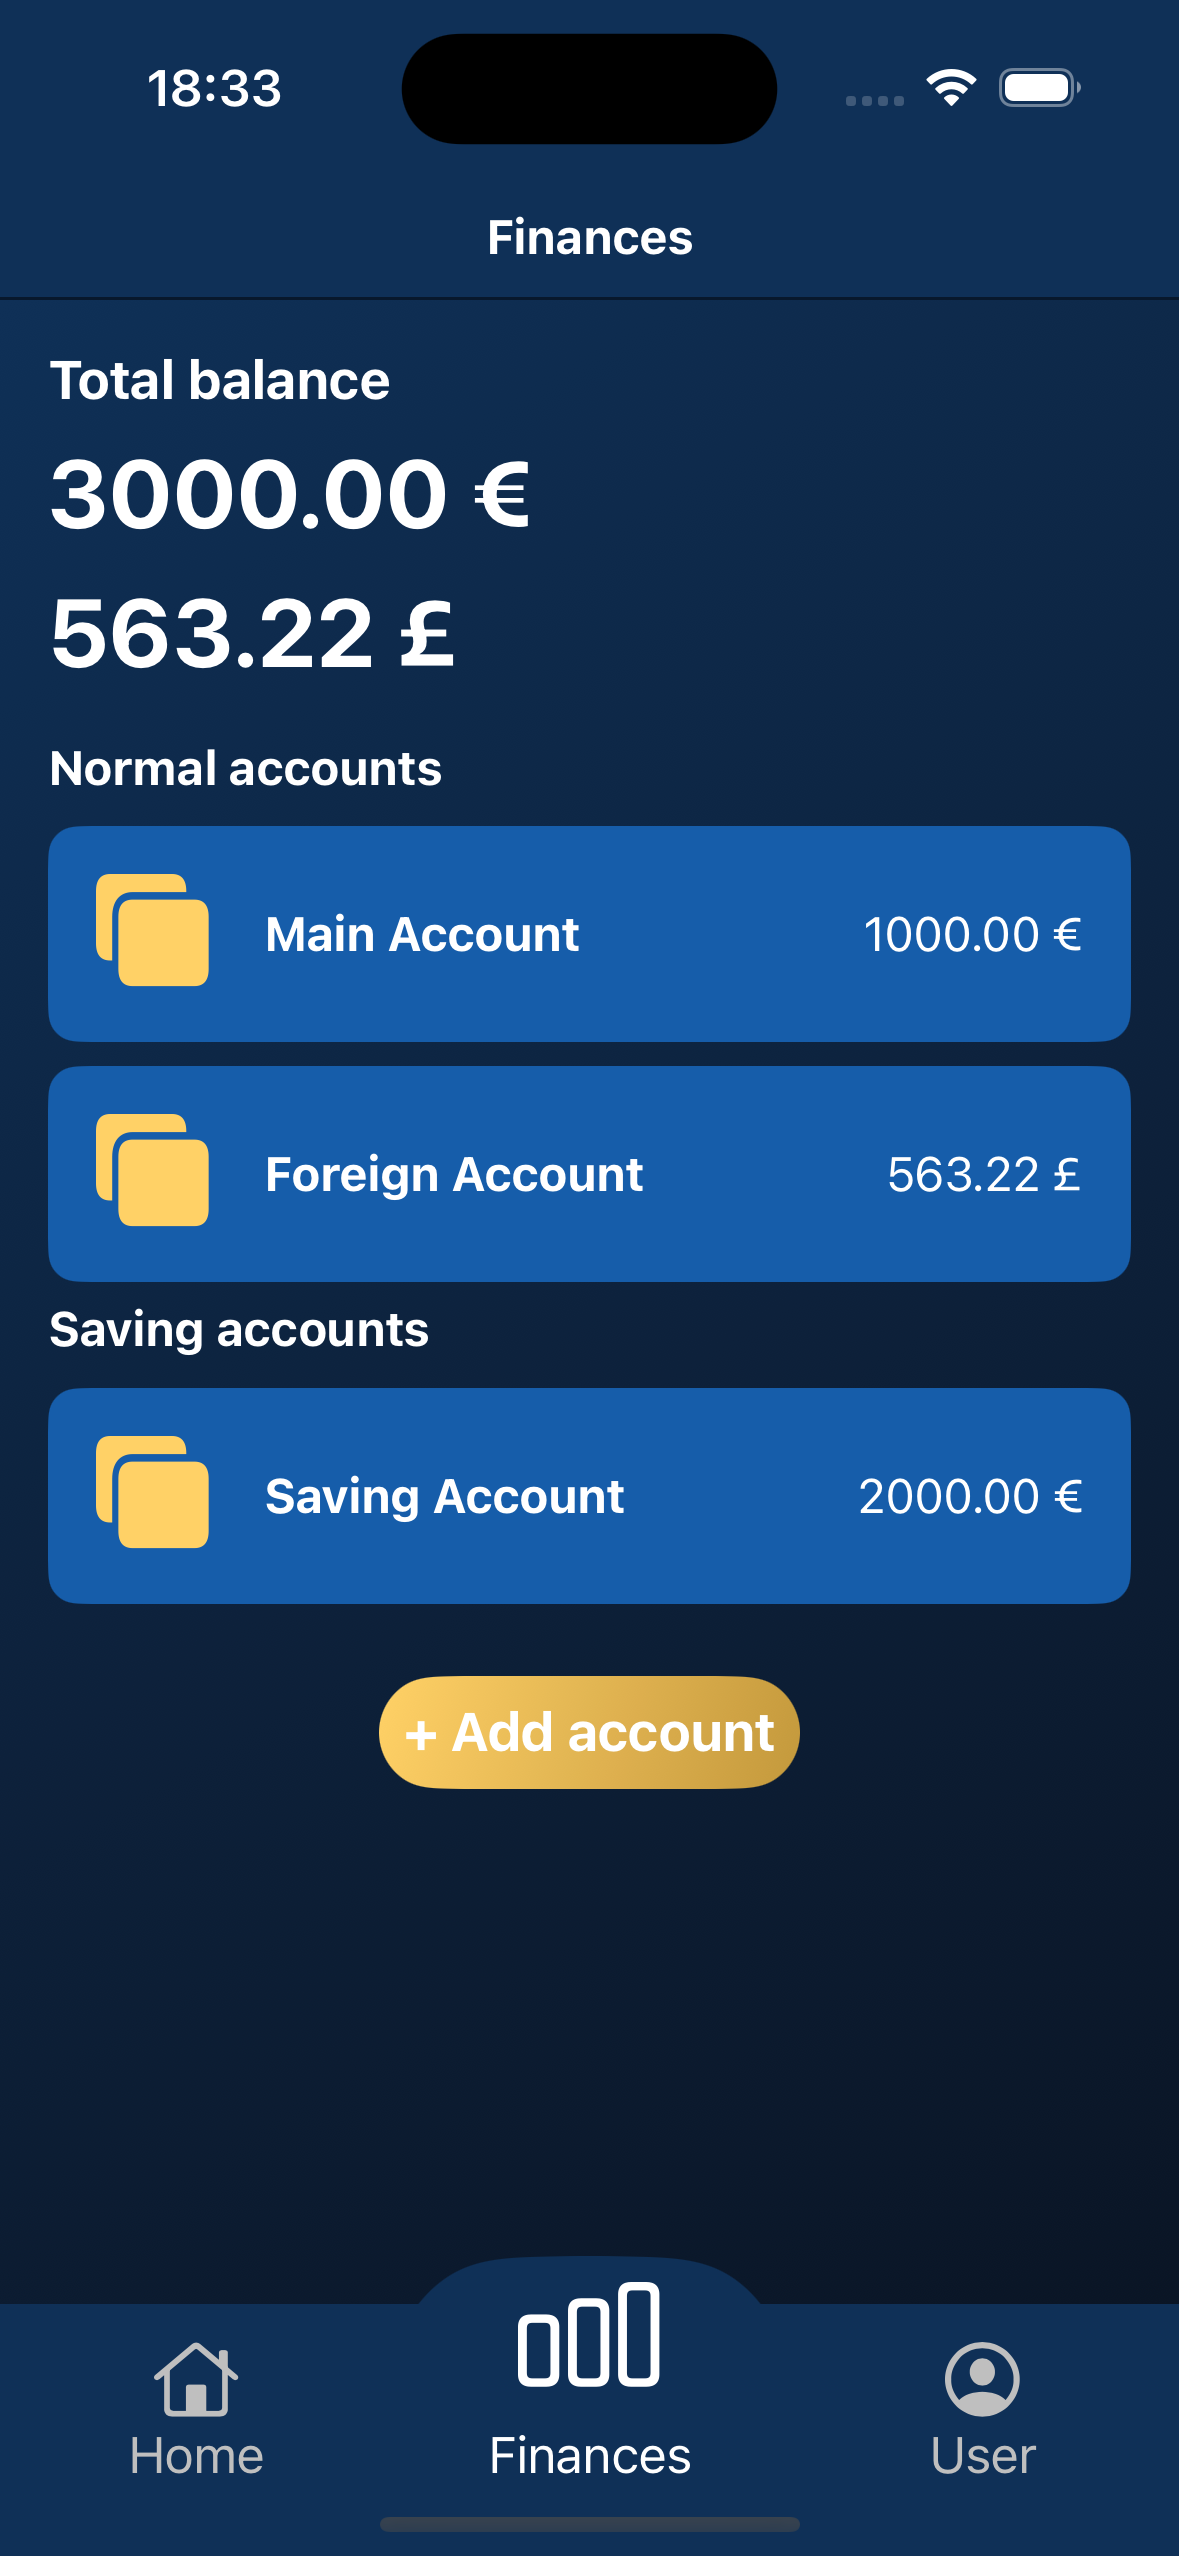 18:33
Finances
Total balance
3000.00 €
563.22 £
Normal accounts
Main Account 1000.00 €
Foreign Account 563.22 £
Saving accounts
Saving Account 2000.00 €
+ Add account
Home Finances User